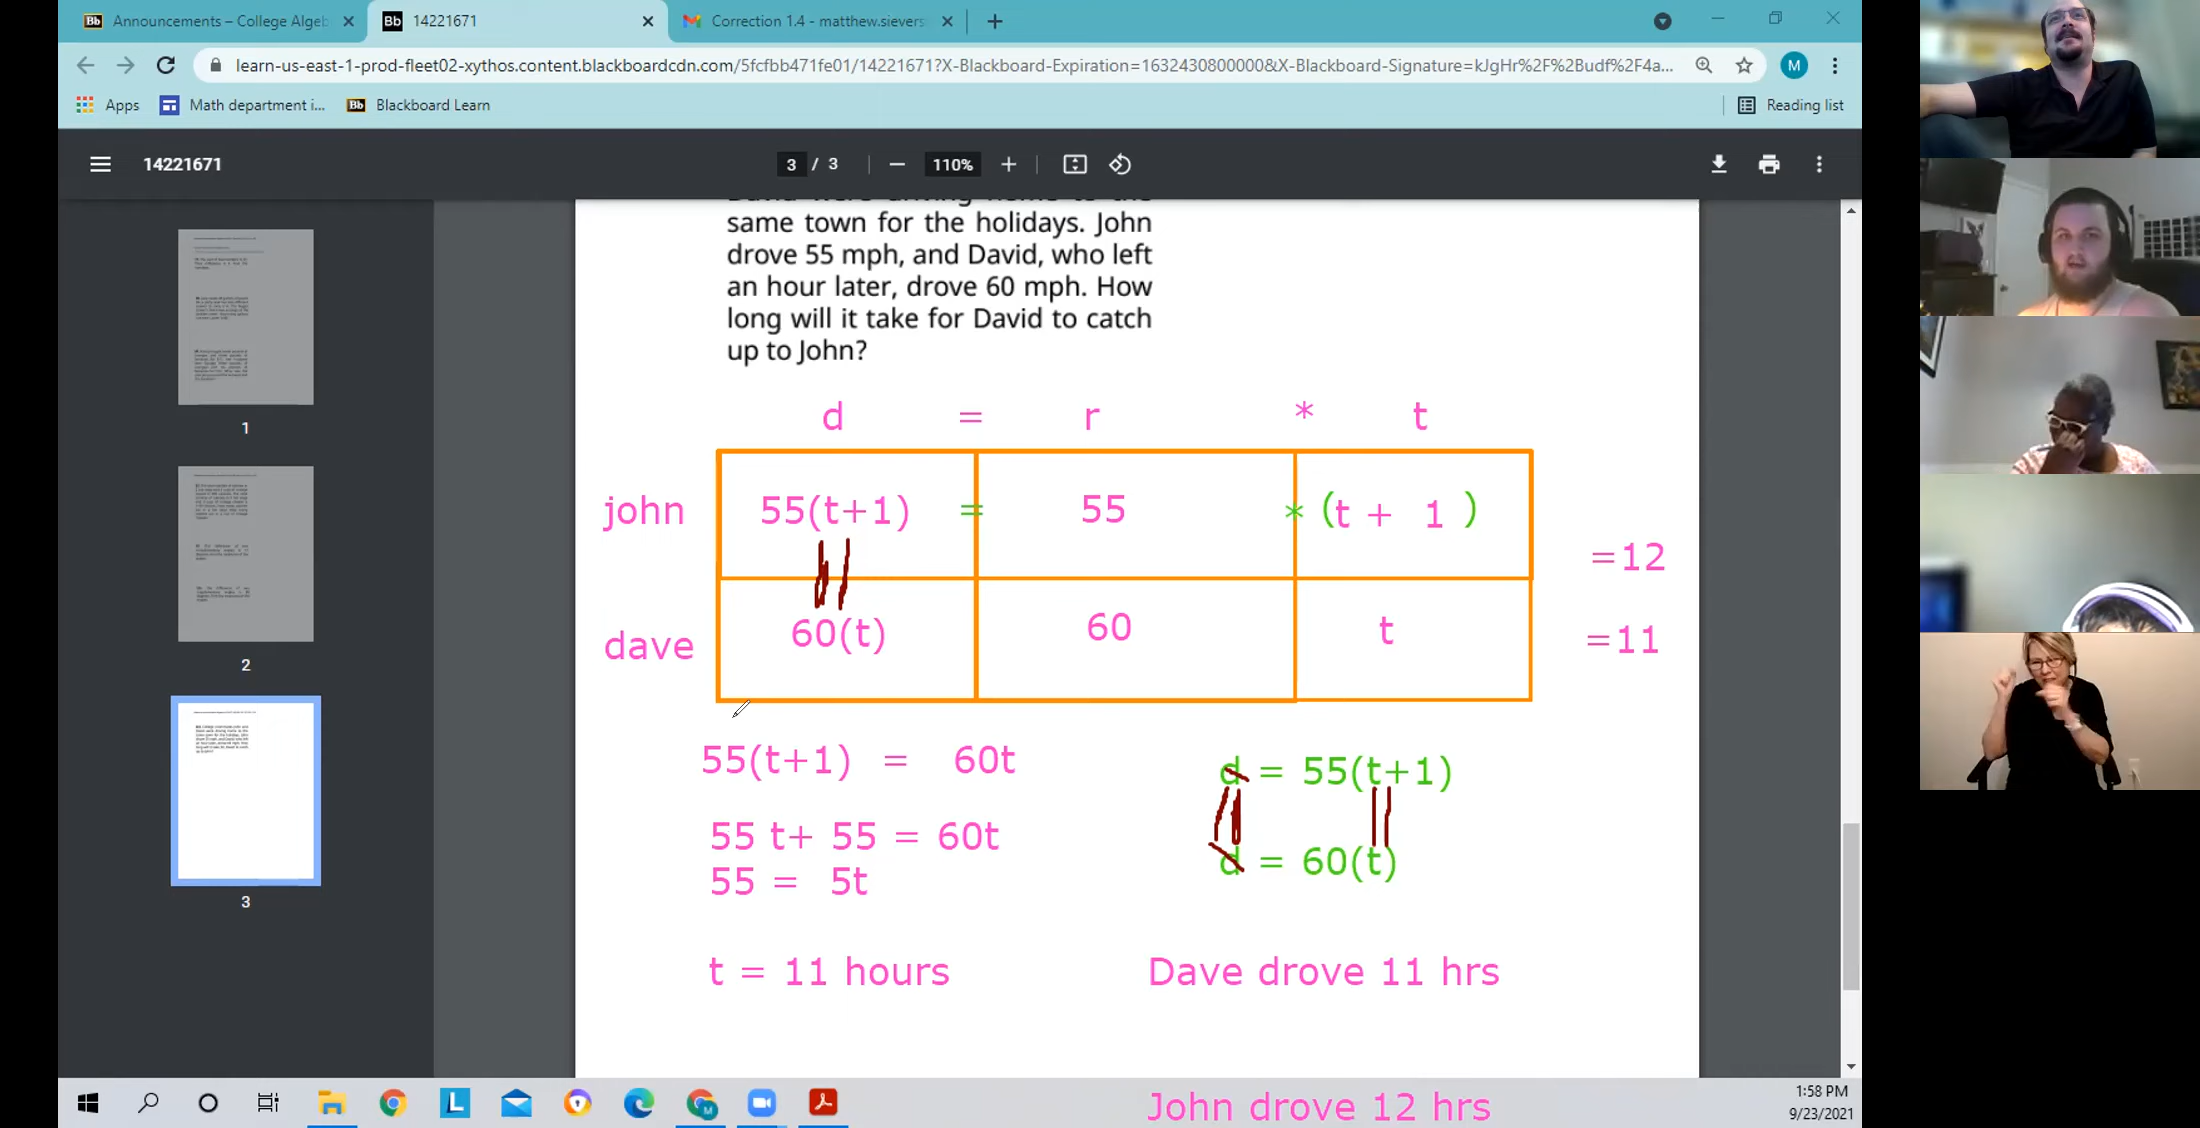 Announcements – College Algeb
14221671
Correction 1.4 - matthew.sievers
learn-us-east-1-prod-fleet02-xythos.content.blackboardcdn.com/5fcfbb471fe01/14221671?X-Blackboard-Expiration=1632430800000&X-Blackboard-Signature=kJgHr%2F%2Budf%2F4a...
M
Apps
Math department i...
Blackboard Learn
Reading list
14221671
3 / 3
110%
1
2
3
same town for the holidays. John
drove 55 mph, and David, who left
an hour later, drove 60 mph. How
long will it take for David to catch
up to John?
d = r * t
john 55(t+1) = 55 * (t + 1 )
=12
dave 60(t) 60 t =11
55(t+1) = 60t
55 t+ 55 = 60t
55 = 5t
t = 11 hours
d = 55(t+1)
d = 60(t)
Dave drove 11 hrs
John drove 12 hrs
1:58 PM
9/23/2021